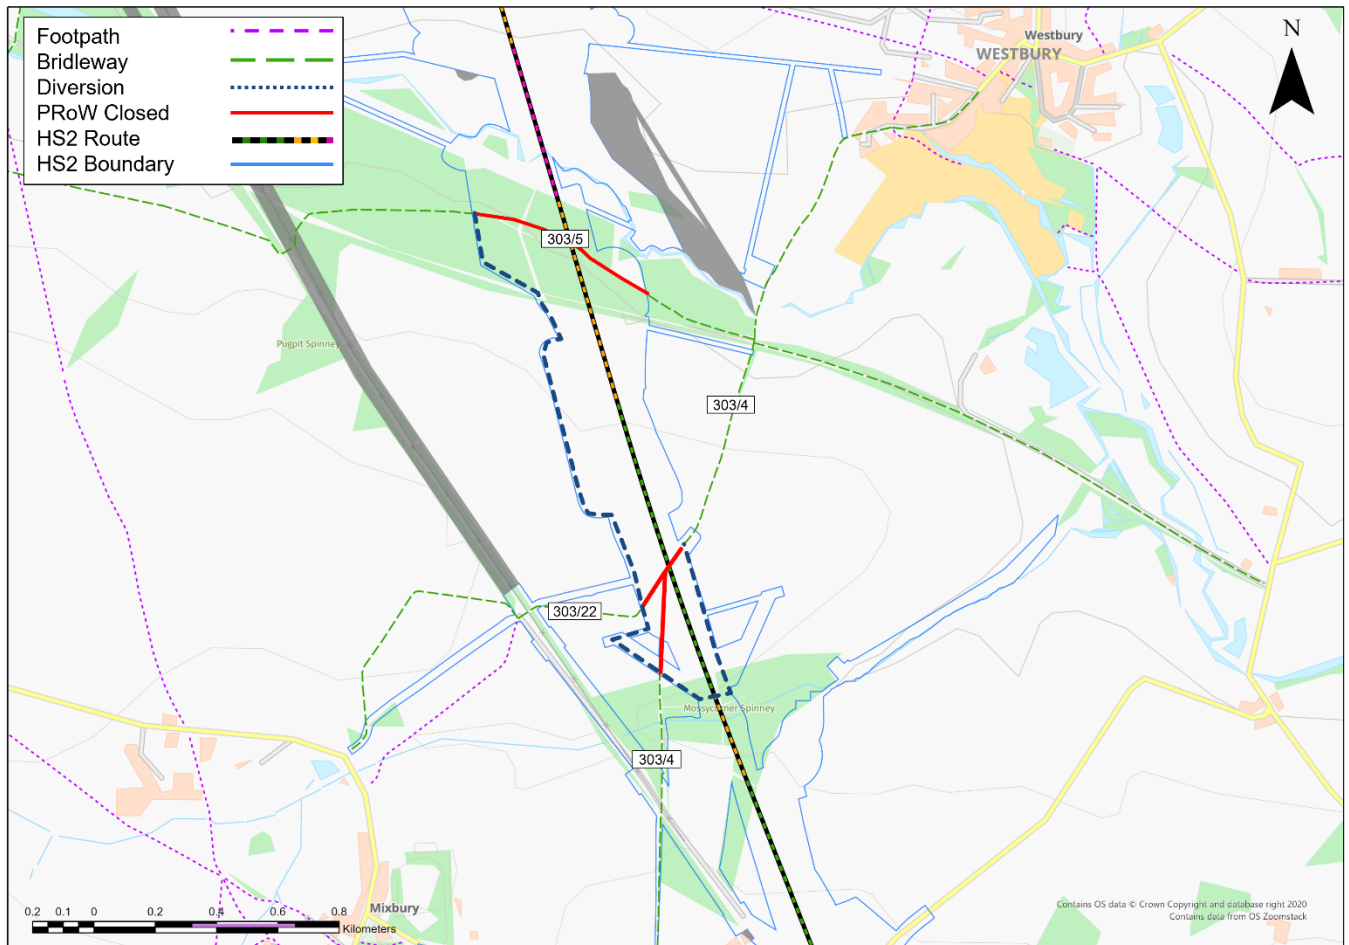 Footpath
Bridleway
Diversion
PRoW Closed
HS2 Route
HS2 Boundary
Westbury
WESTBURY
N
303/5
Pugpit Spinney
303/4
303/22
Mossycorner Spinney
303/4
Mixbury
0.2 0.1 0 0.2 0.4 0.6 0.8
Kilometers
Contains OS data © Crown Copyright and database right 2020
Contains data from OS Zoomstack